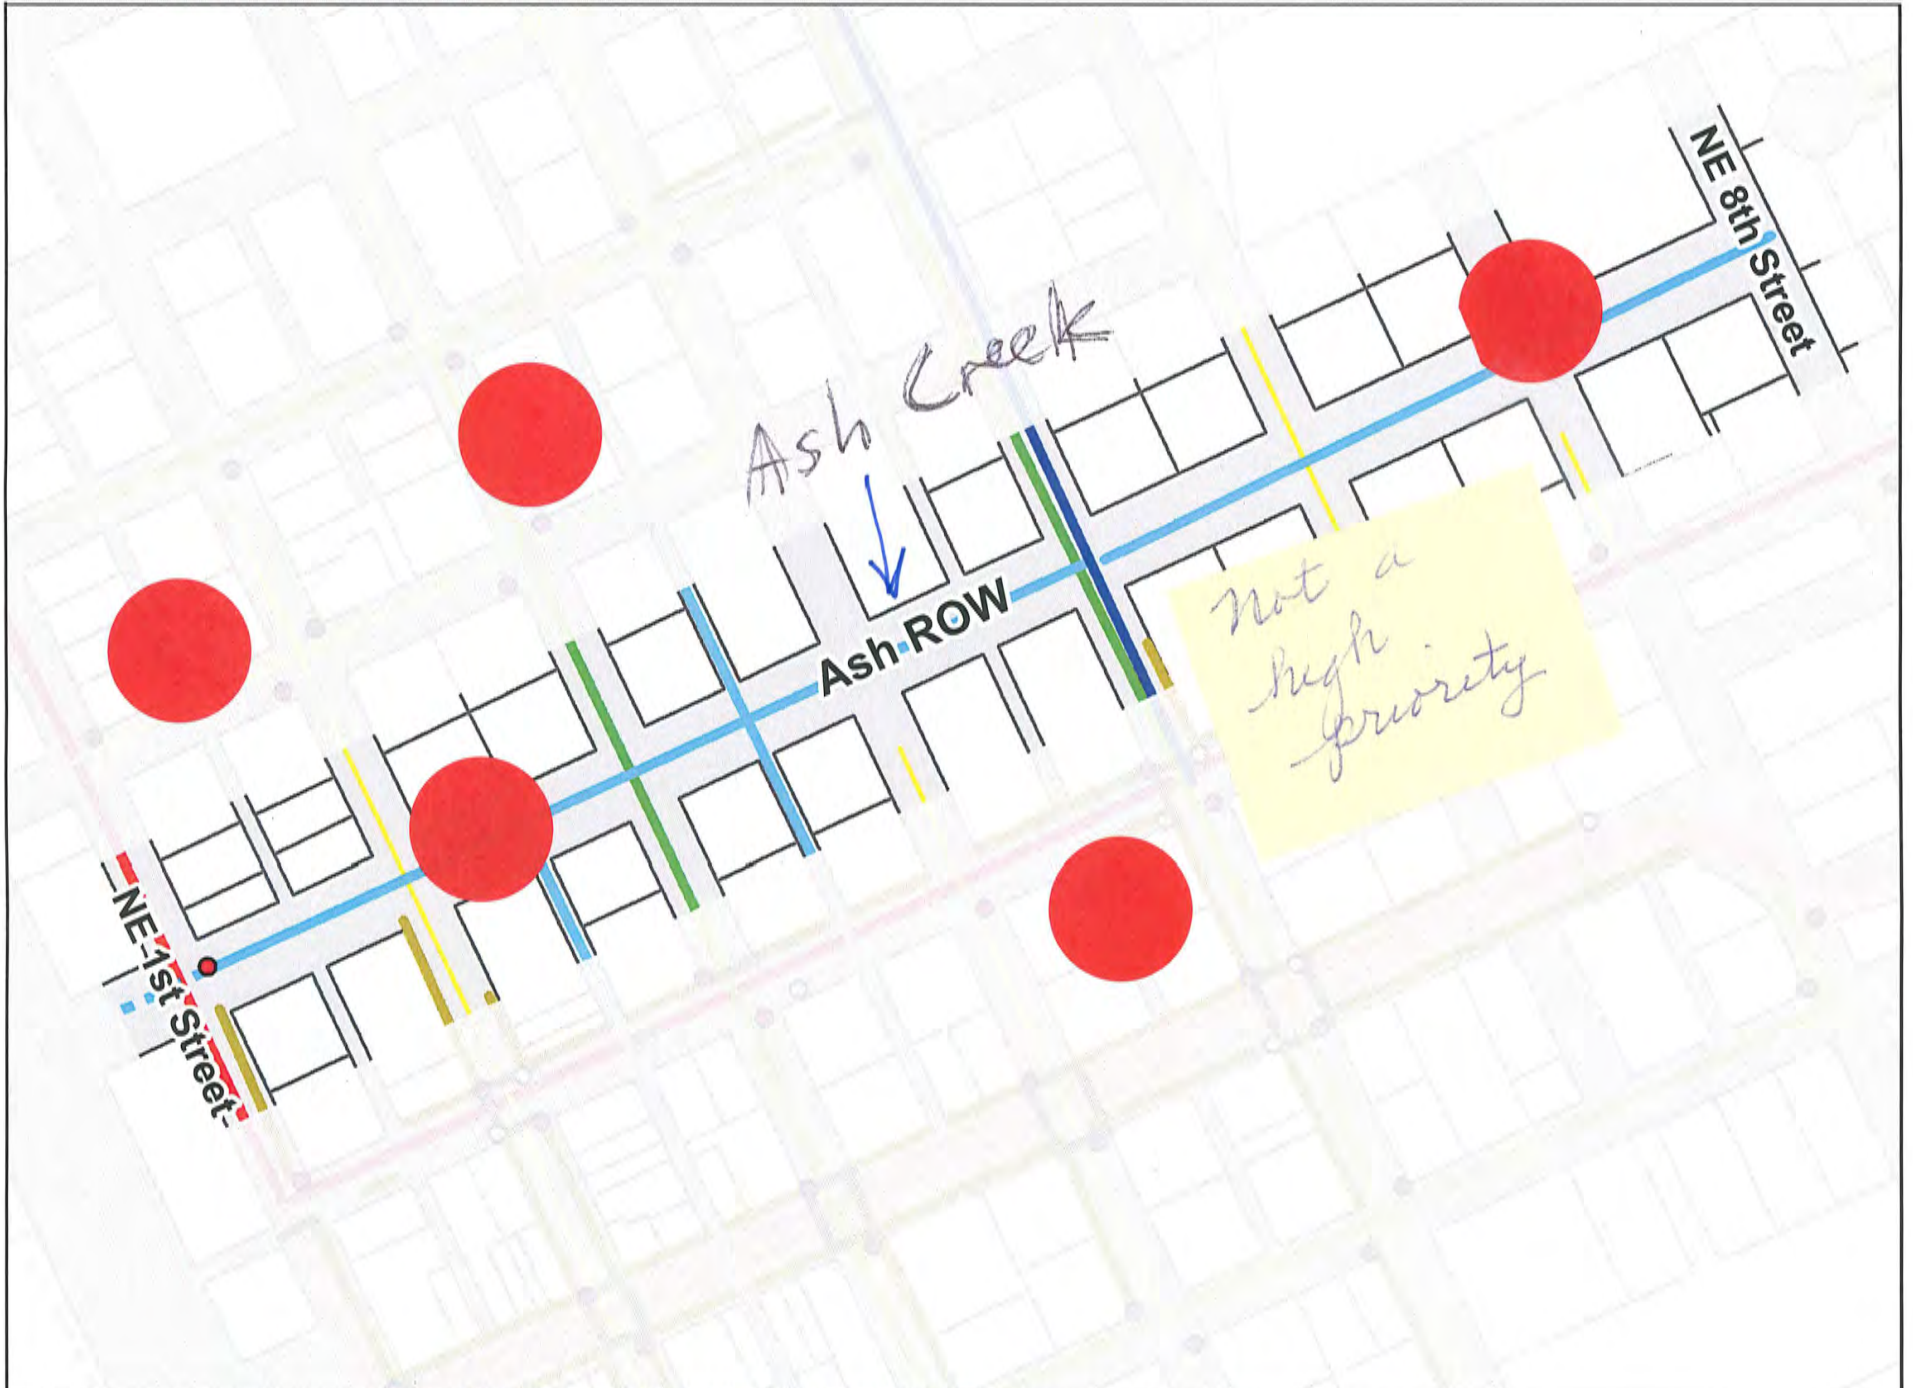 NE 8th Street
Ash Creek
Ash ROW
Not a
high
priority
NE 1st Street